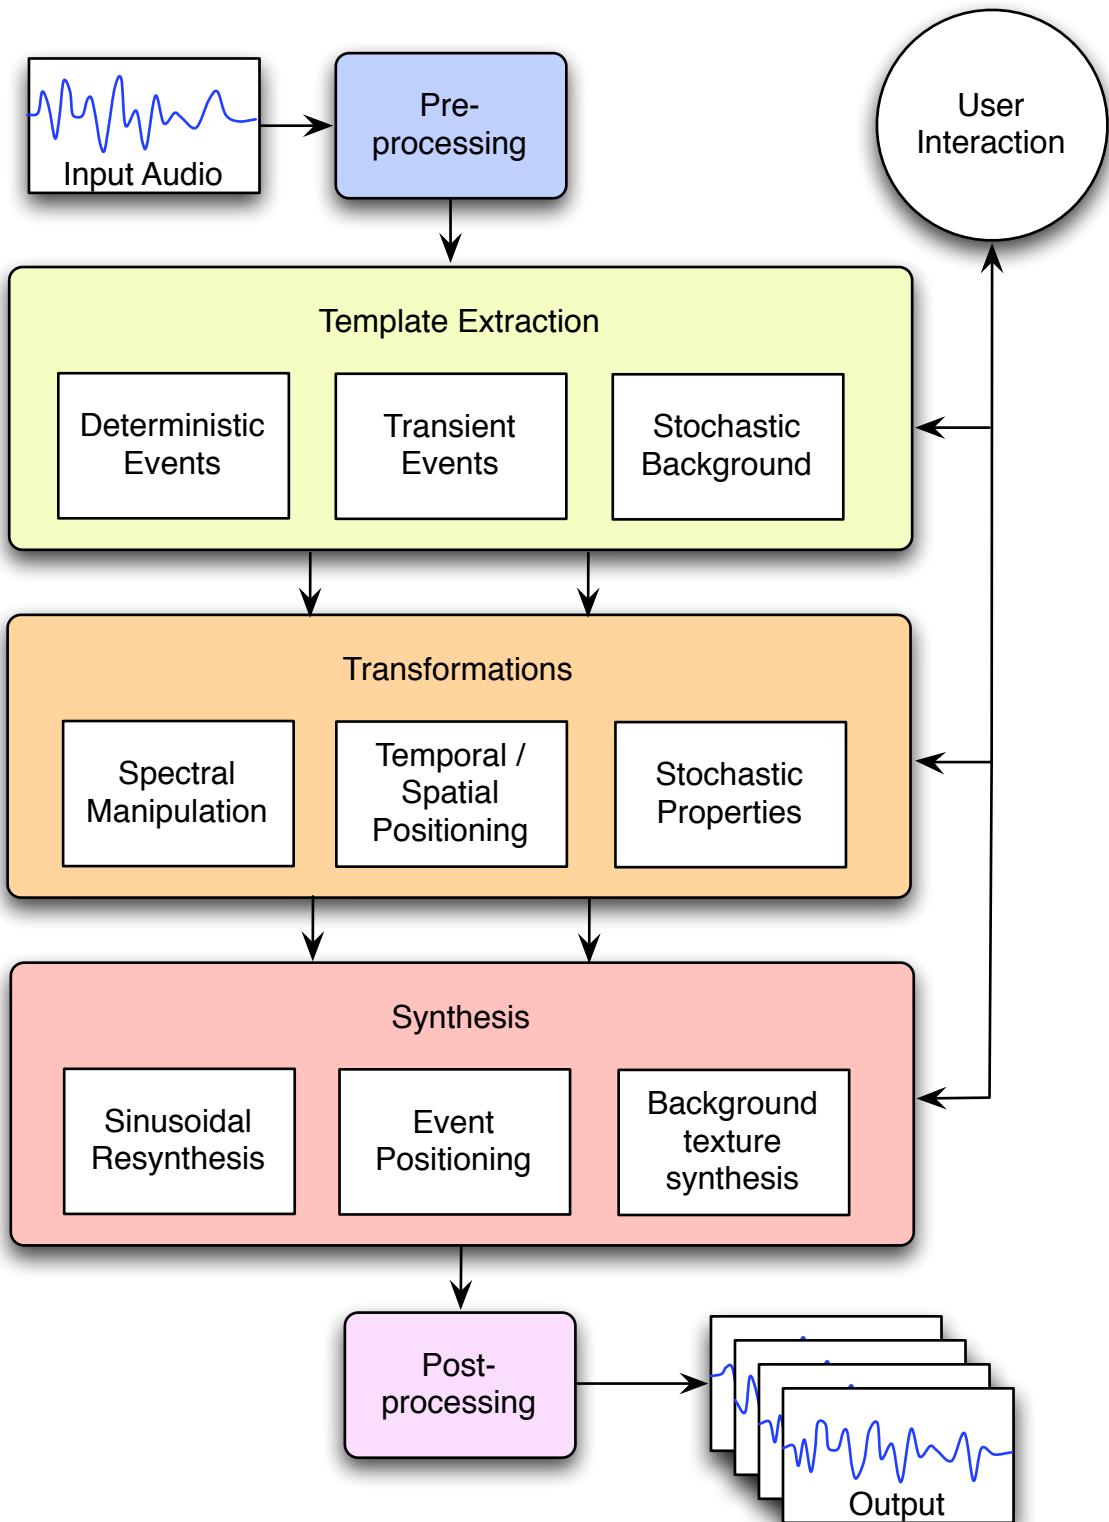 Input Audio
Pre-
processing
User
Interaction
Template Extraction
Deterministic
Events
Transient
Events
Stochastic
Background
Transformations
Spectral
Manipulation
Temporal /
Spatial
Positioning
Stochastic
Properties
Synthesis
Sinusoidal
Resynthesis
Event
Positioning
Background
texture
synthesis
Post-
processing
Output